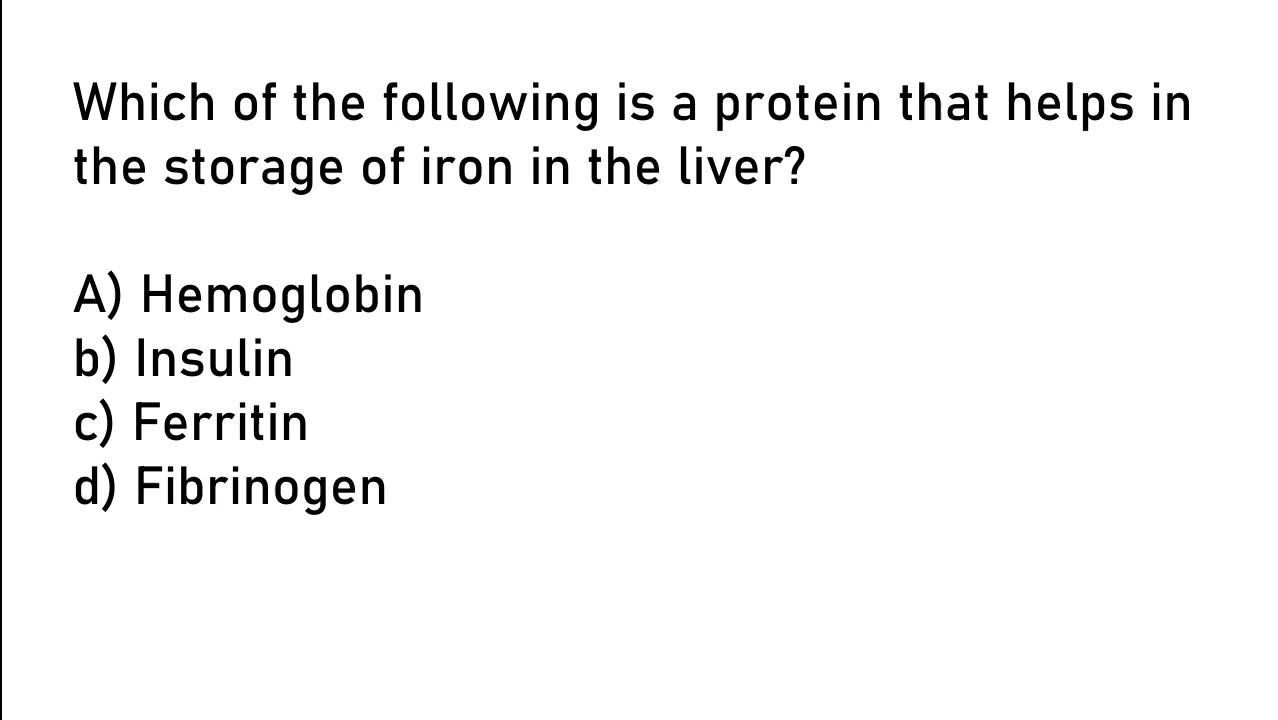 Which of the following is a protein that helps in
the storage of iron in the liver?
A) Hemoglobin
b) Insulin
c) Ferritin
d) Fibrinogen